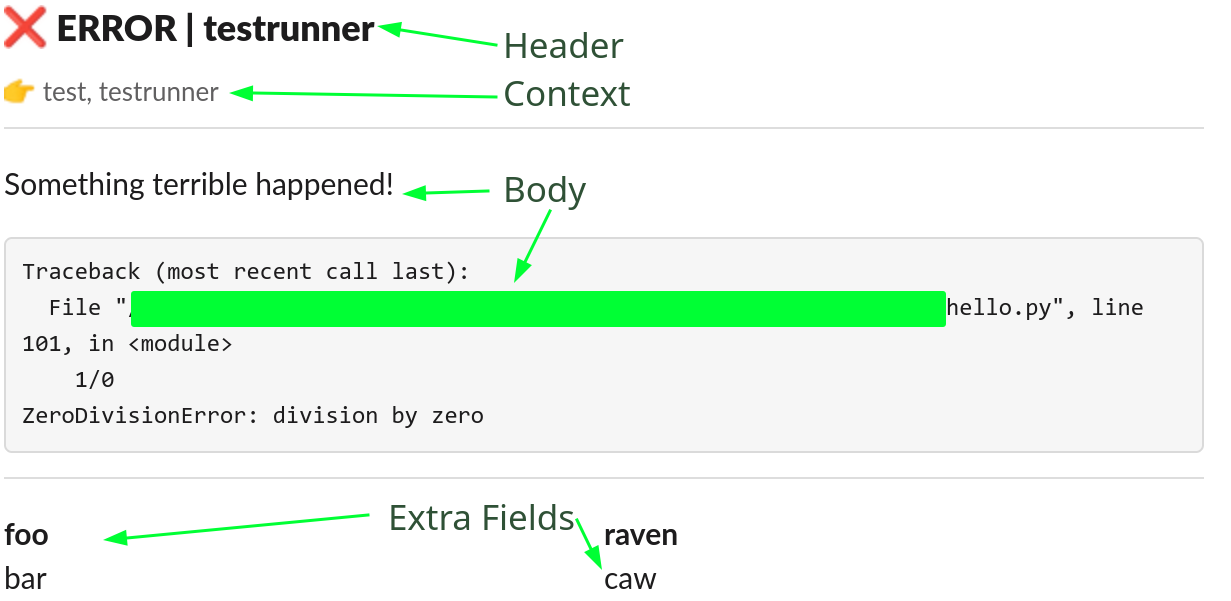 ❌ ERROR | testrunner
Header
👉 test, testrunner
Context
Something terrible happened!
Body
Traceback (most recent call last):
File "/hello.py", line
101, in <module>
1/0
ZeroDivisionError: division by zero
Extra Fields
foo
raven
bar
caw